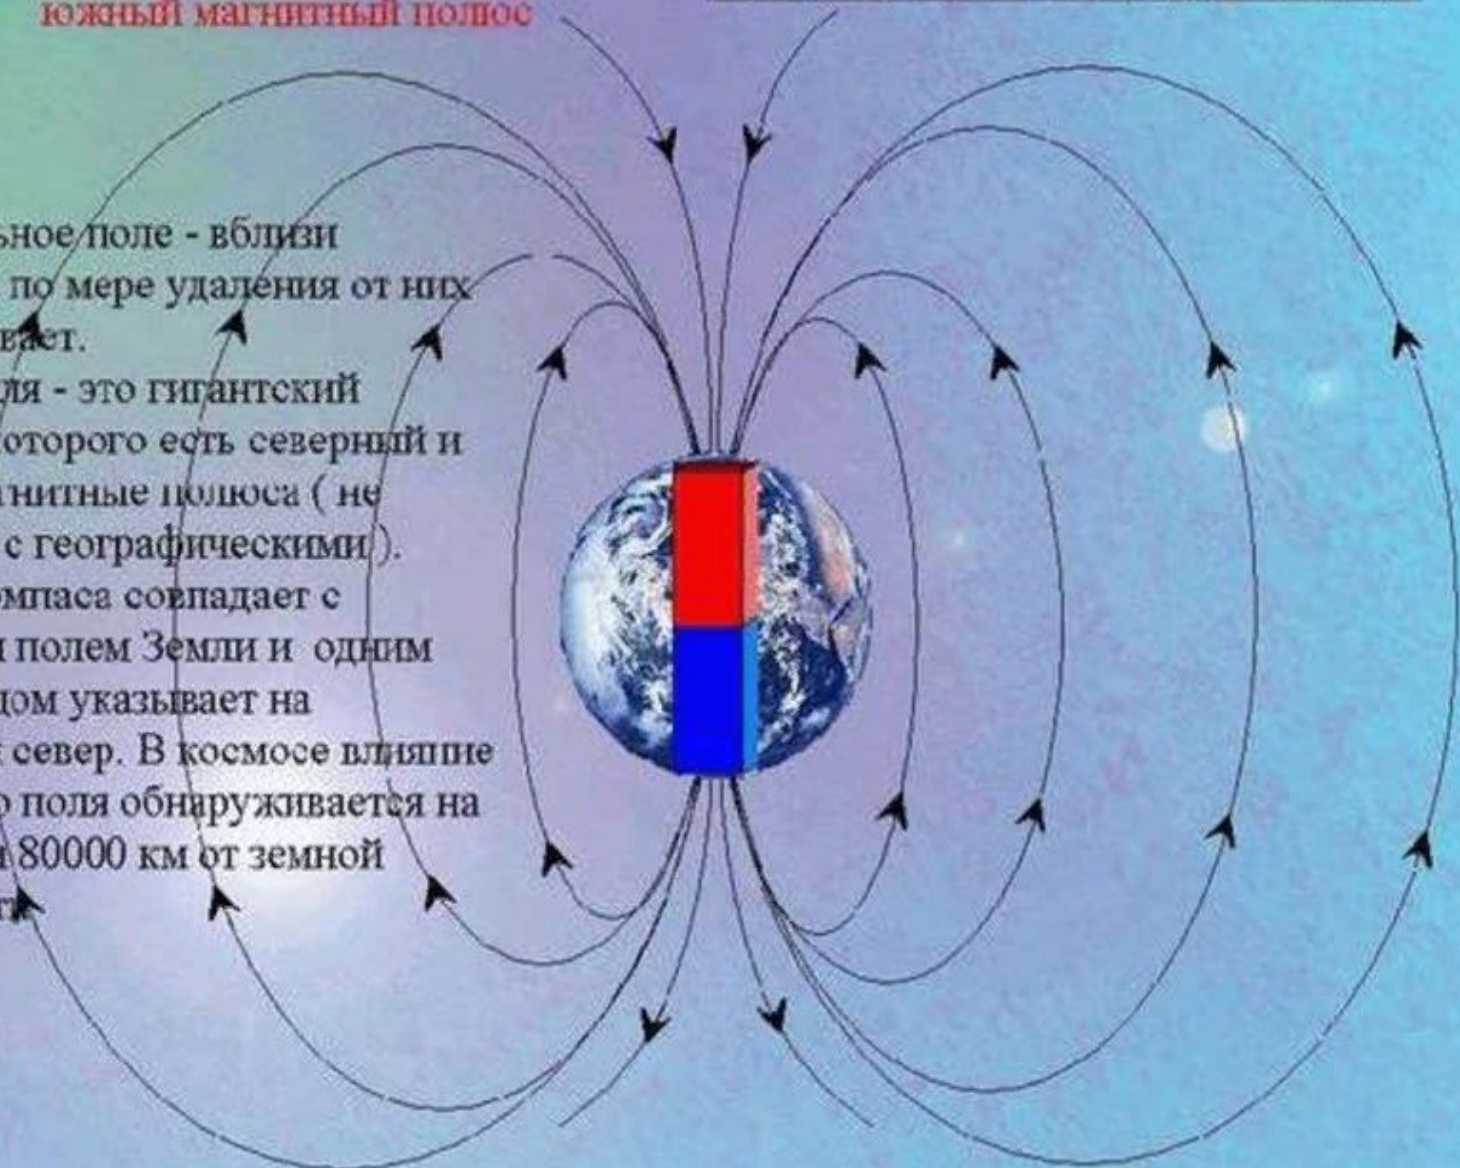 южный магнитный полюс
ьное поле - вблизи
по мере удаления от них
вает.
ля - это гигантский
оторого есть северный и
гнитные полюса ( не
с географическими ).
омпаса совпадает с
полем Земли и одним
цом указывает на
север. В космосе влияние
о поля обнаруживается на
80000 км от земной